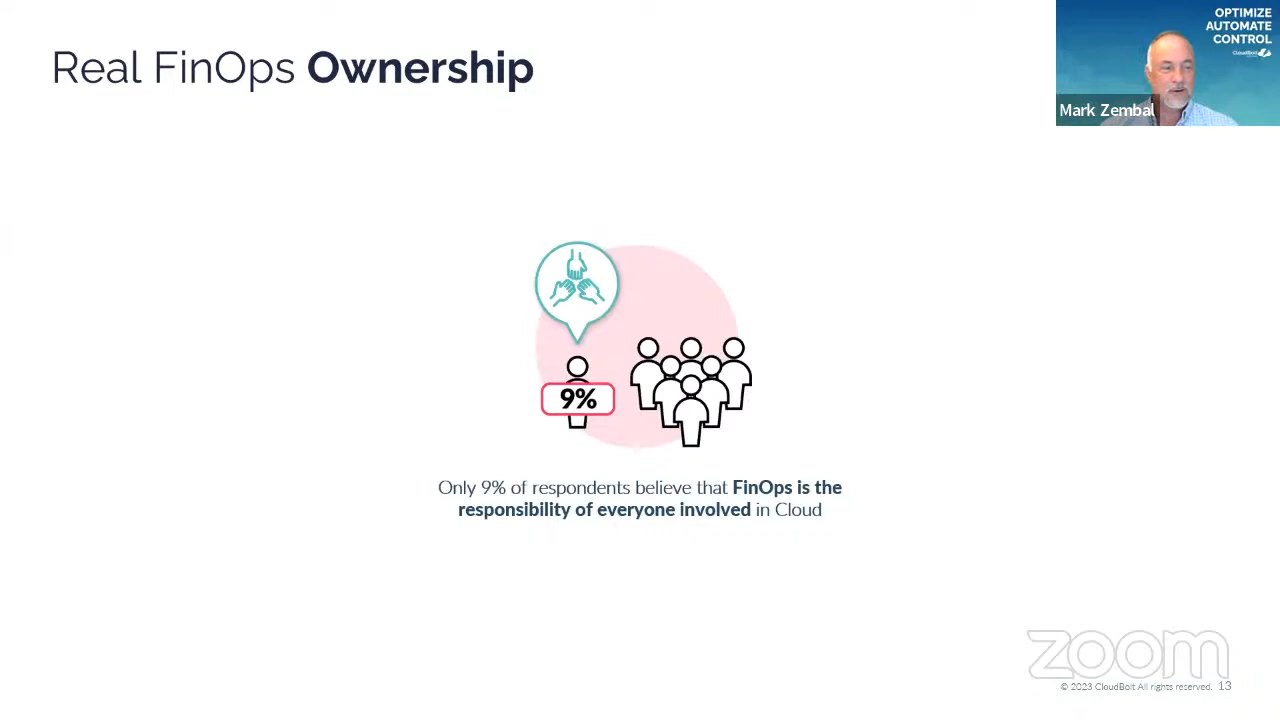 Real FinOps Ownership
OPTIMIZE
AUTOMATE
CONTROL
CloudBolt
Mark Zembal
9%
Only 9% of respondents believe that FinOps is the
responsibility of everyone involved in Cloud
zoom
© 2023 CloudBolt All rights reserved. 13